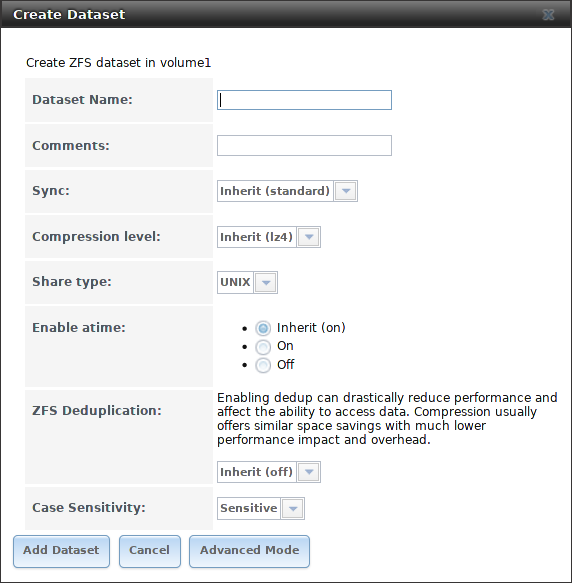 Create Dataset
Create ZFS dataset in volume1
Dataset Name:
Comments:
Sync: Inherit (standard)
Compression level: Inherit (lz4)
Share type: UNIX
Enable atime: Inherit (on)
On
Off
ZFS Deduplication: Enabling dedup can drastically reduce performance and
affect the ability to access data. Compression usually
offers similar space savings with much lower
performance impact and overhead.
Inherit (off)
Case Sensitivity: Sensitive
Add Dataset Cancel Advanced Mode